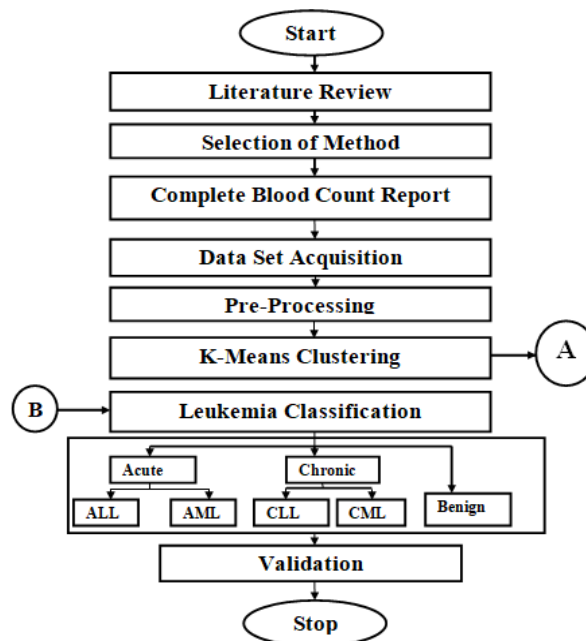 Start
Literature Review
Selection of Method
Complete Blood Count Report
Data Set Acquisition
Pre-Processing
K-Means Clustering
A
B
Leukemia Classification
Acute
Chronic
ALL
AML
CLL
CML
Benign
Validation
Stop